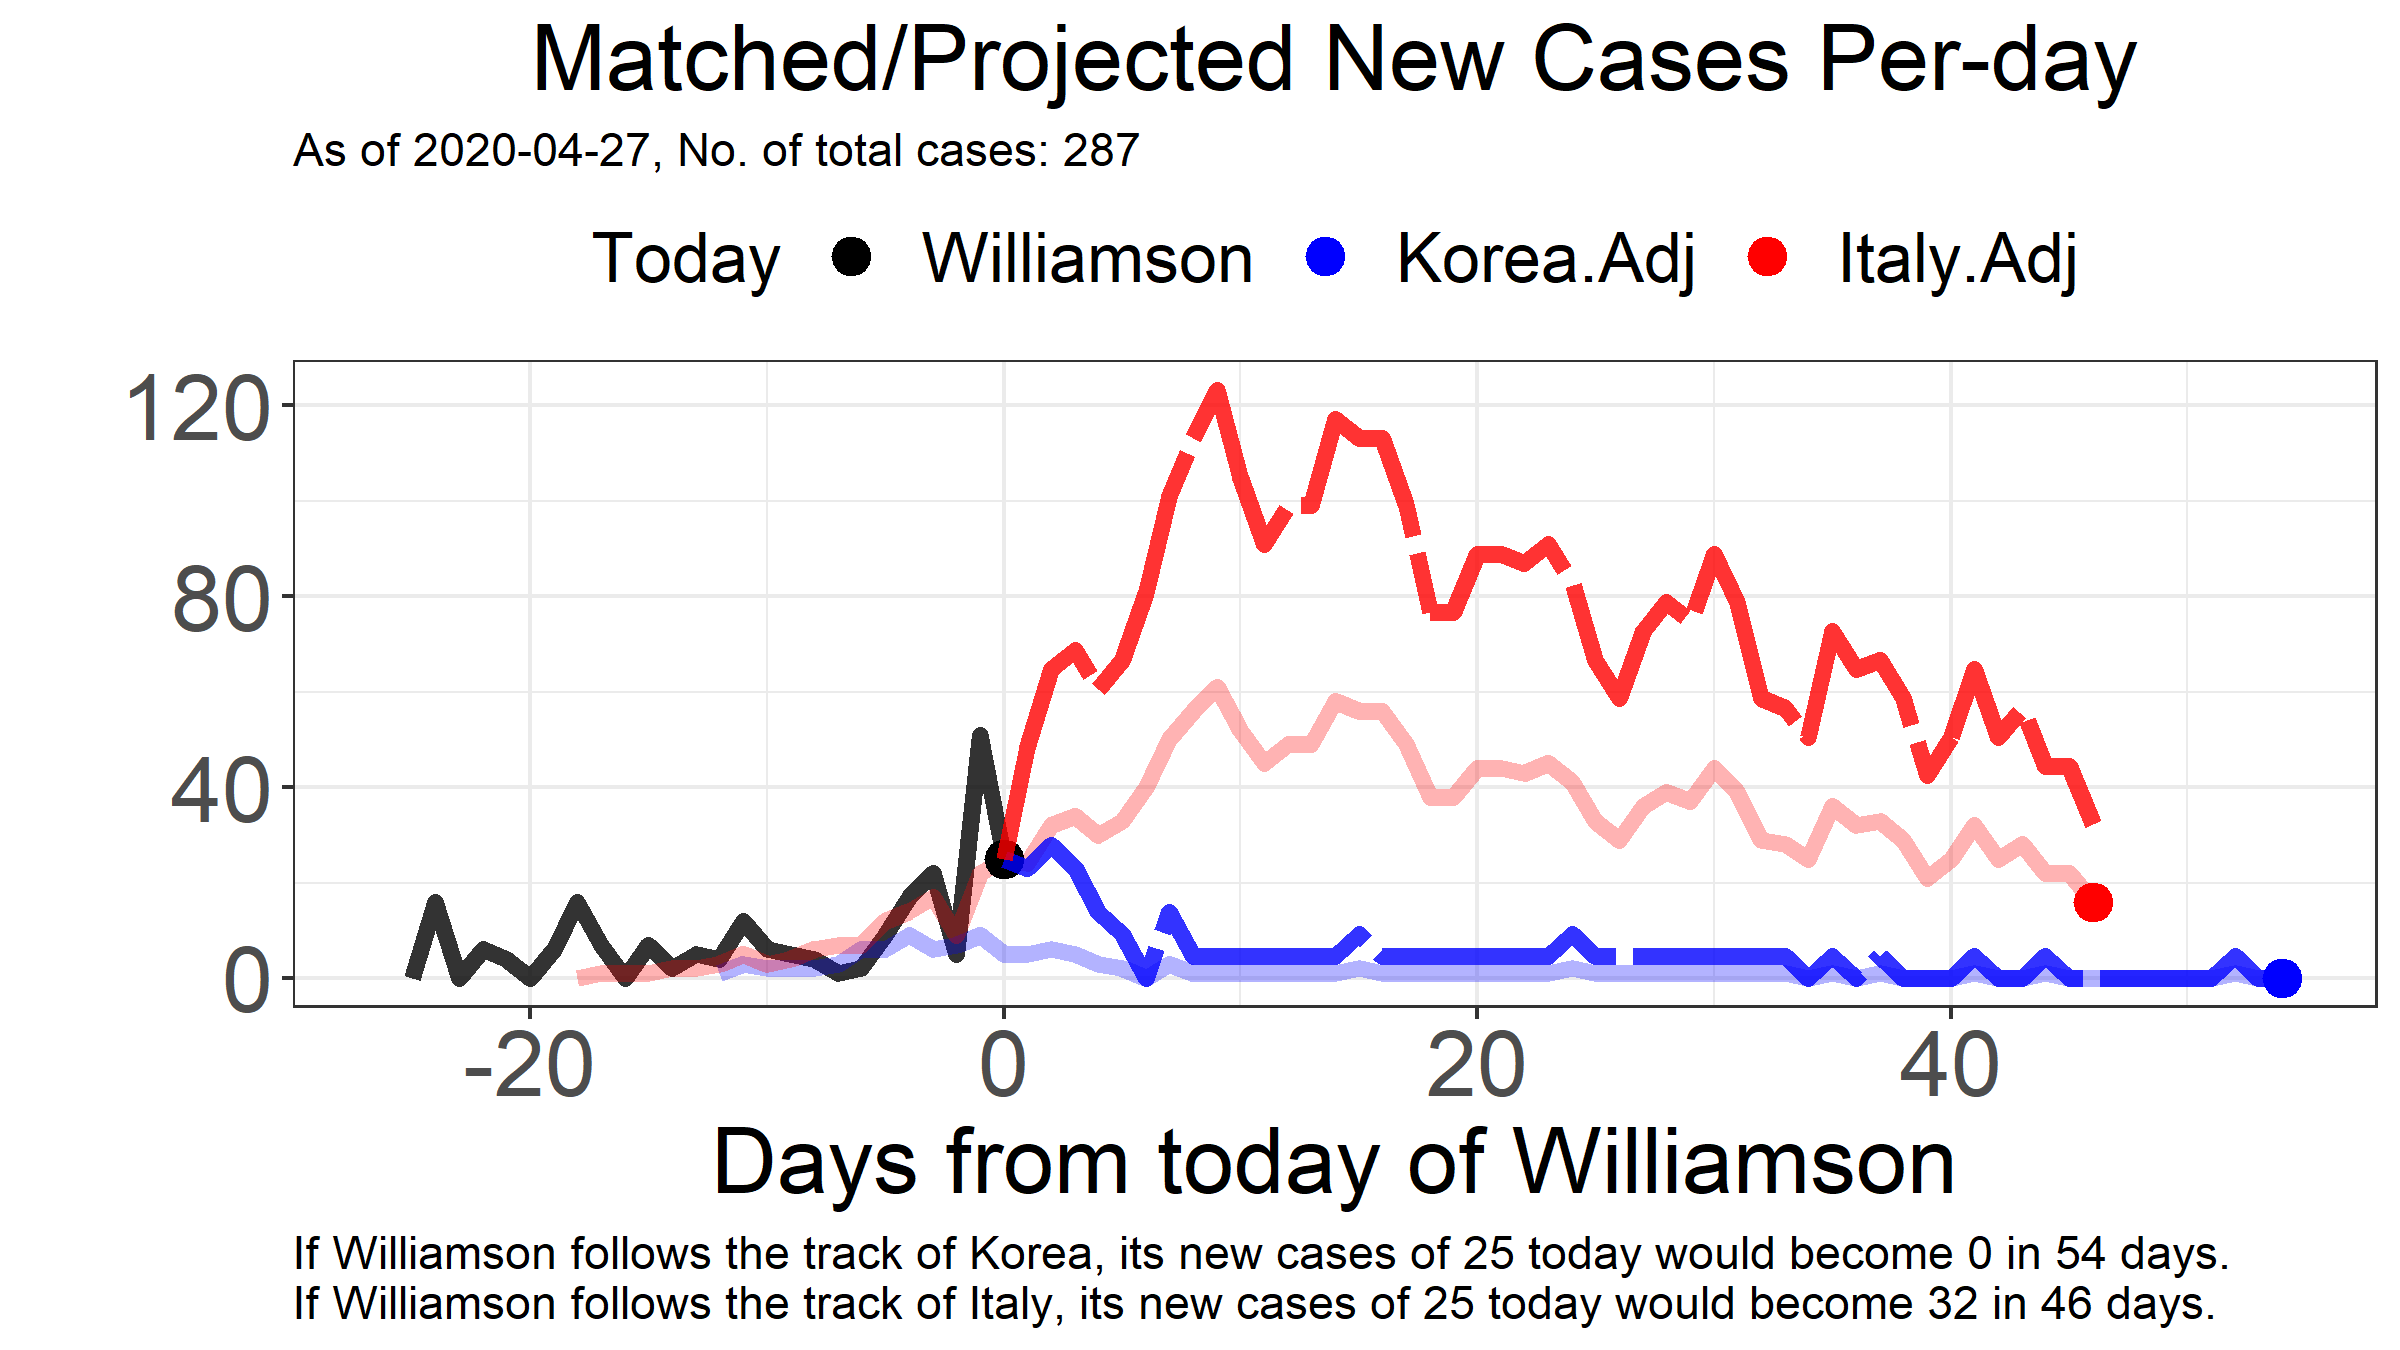 Matched/Projected New Cases Per-day
As of 2020-04-27, No. of total cases: 287
Today Williamson Korea.Adj Italy.Adj
120
80
40
0
-20 0 20 40
Days from today of Williamson
If Williamson follows the track of Korea, its new cases of 25 today would become 0 in 54 days.
If Williamson follows the track of Italy, its new cases of 25 today would become 32 in 46 days.